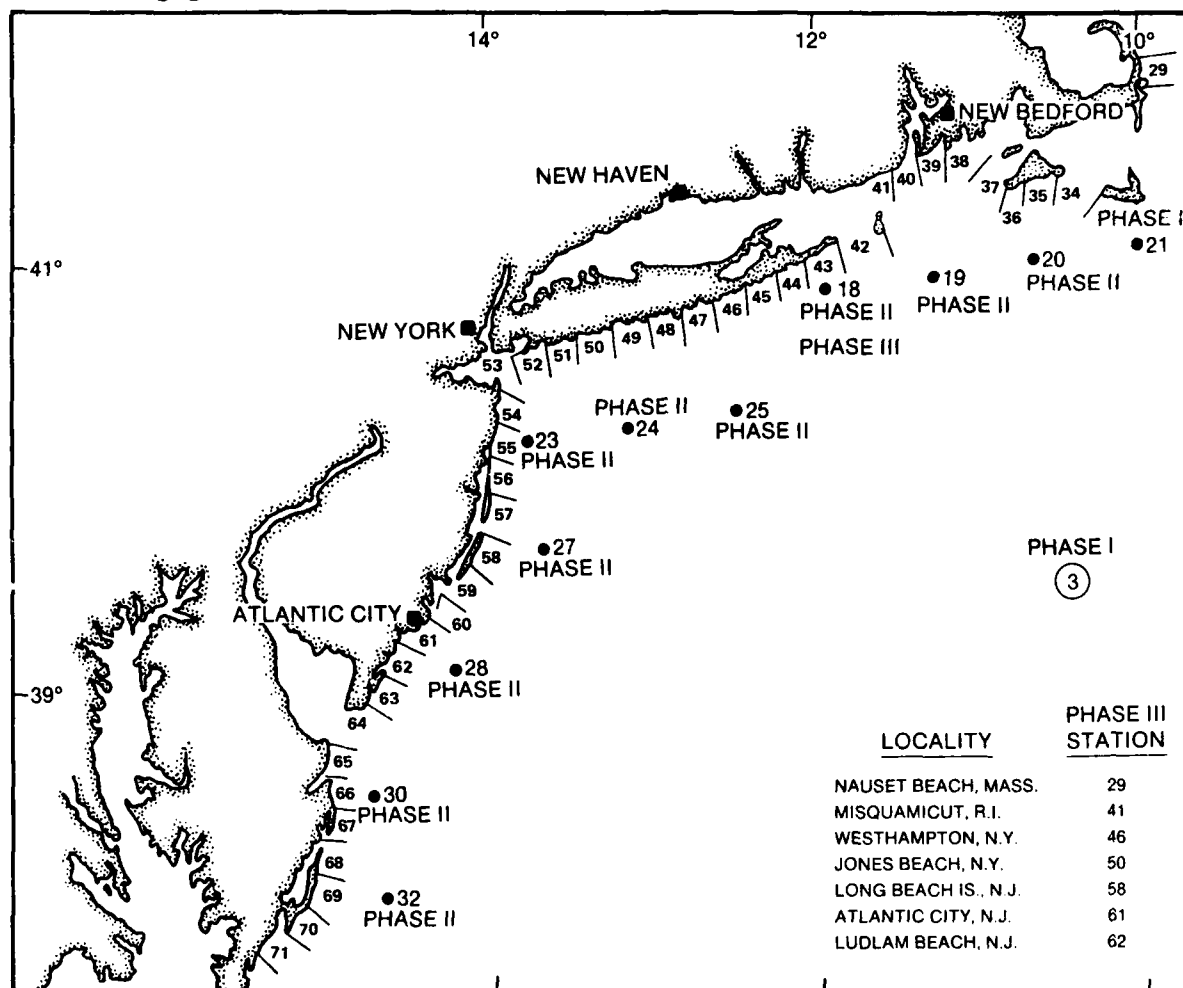 14° 12° 10°
29
NEW BEDFORD
39 38
40
41
NEW HAVEN
37 35 34
36
PHASE I
21
42
20
PHASE II
41°
43
44
45
46
47
48
49
50
51
52
53
18
PHASE II
PHASE III
19
PHASE II
NEW YORK
54
PHASE II
24
25
PHASE II
23
PHASE II
55
56
57
58
27
PHASE II
PHASE I
3
59
60
ATLANTIC CITY
61
62
63
28
PHASE II
39°
64
65
66
67
30
PHASE II
68
69
70
71
32
PHASE II
LOCALITY PHASE III STATION
NAUSET BEACH, MASS. 29
MISQUAMICUT, R.I. 41
WESTHAMPTON, N.Y. 46
JONES BEACH, N.Y. 50
LONG BEACH IS., N.J. 58
ATLANTIC CITY, N.J. 61
LUDLAM BEACH, N.J. 62